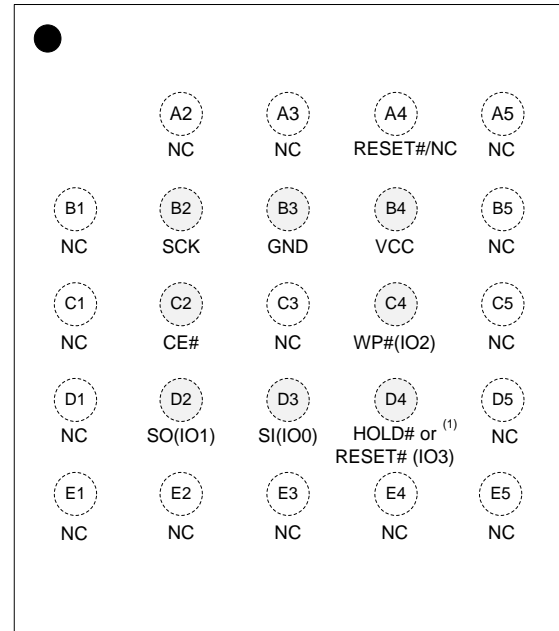 A2 A3 A4 A5
NC NC RESET#/NC NC
B1 B2 B3 B4 B5
NC SCK GND VCC NC
C1 C2 C3 C4 C5
NC CE# NC WP#(IO2) NC
D1 D2 D3 D4 D5
NC SO(IO1) SI(IO0) HOLD# or (1) NC
RESET# (IO3)
E1 E2 E3 E4 E5
NC NC NC NC NC